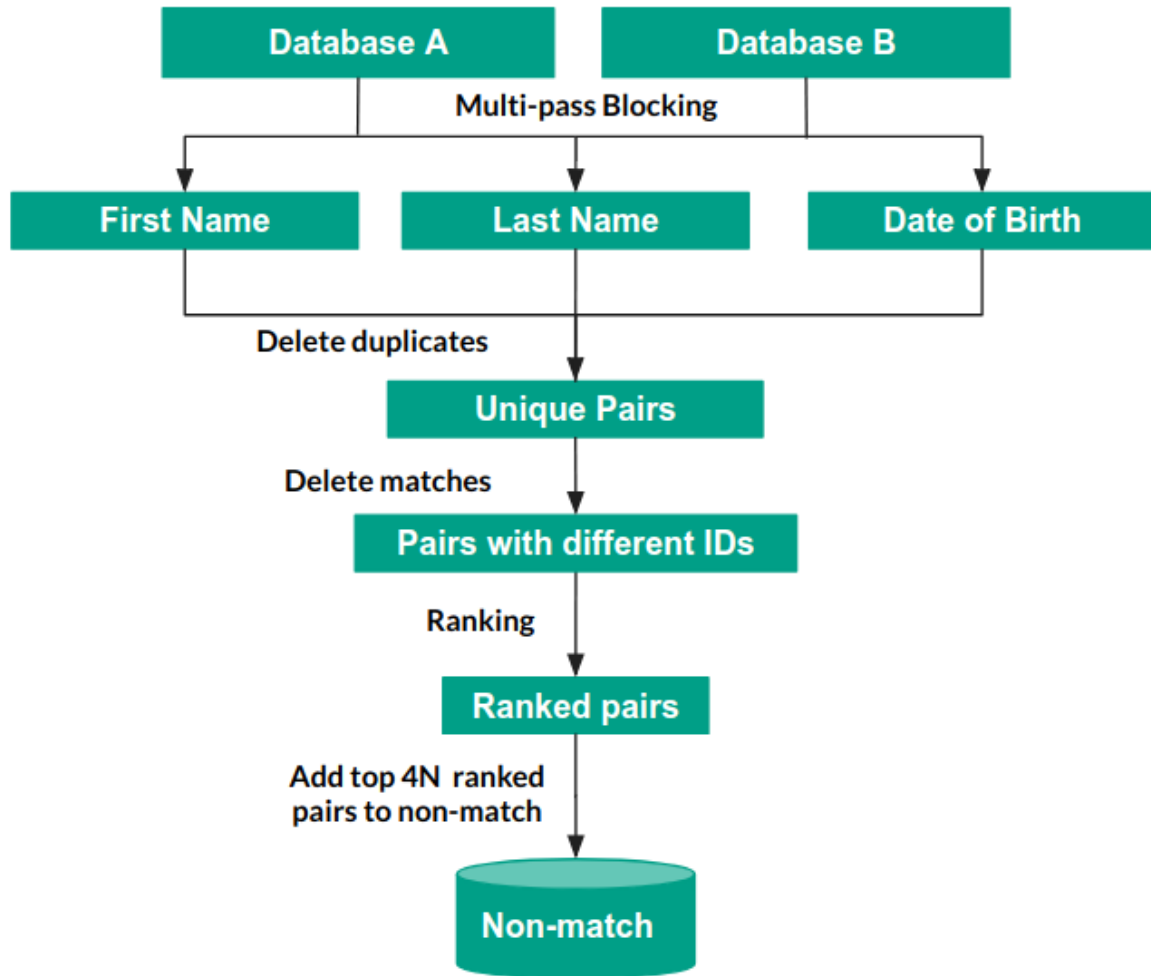 Database A
Database B
Multi-pass Blocking
First Name
Last Name
Date of Birth
Delete duplicates
Unique Pairs
Delete matches
Pairs with different IDs
Ranking
Ranked pairs
Add top 4N ranked
pairs to non-match
Non-match